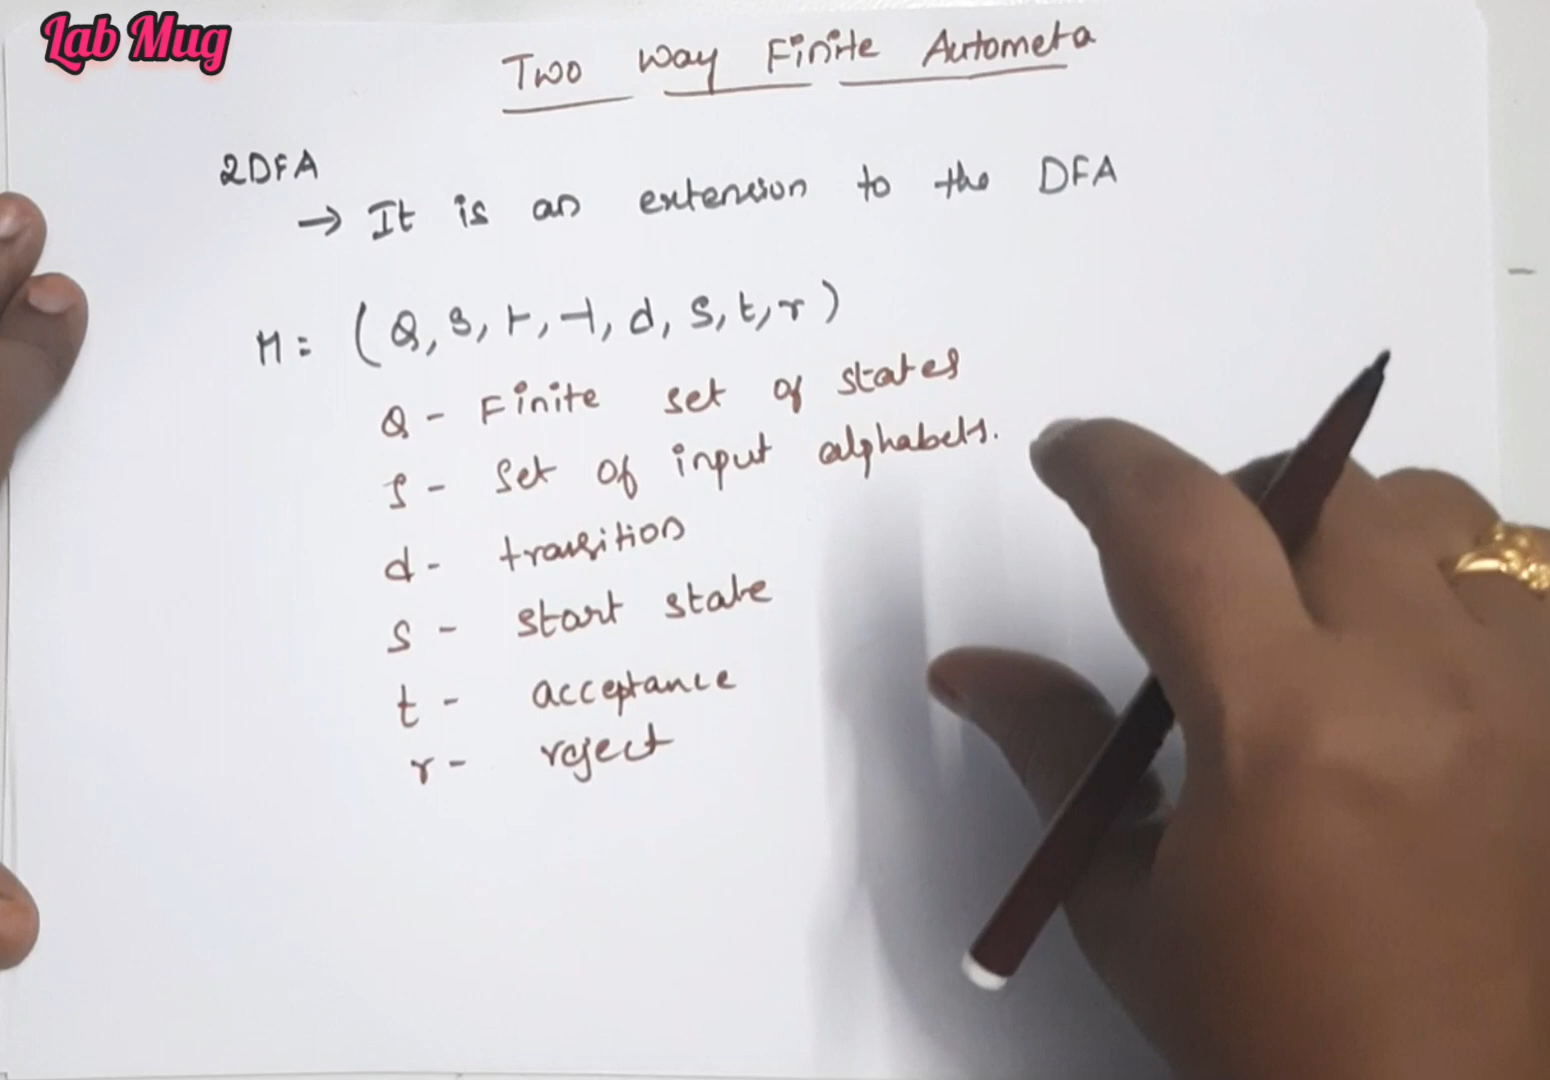 Lab Mug
Two Way Finite Autometa
2DFA
→ It is an extension to the DFA
M = (Q, S, ⊢, ⊣, d, S, t, r)
Q - Finite set of states
S - Set of input alphabets.
d - transition
S - start state
t - acceptance
r - reject